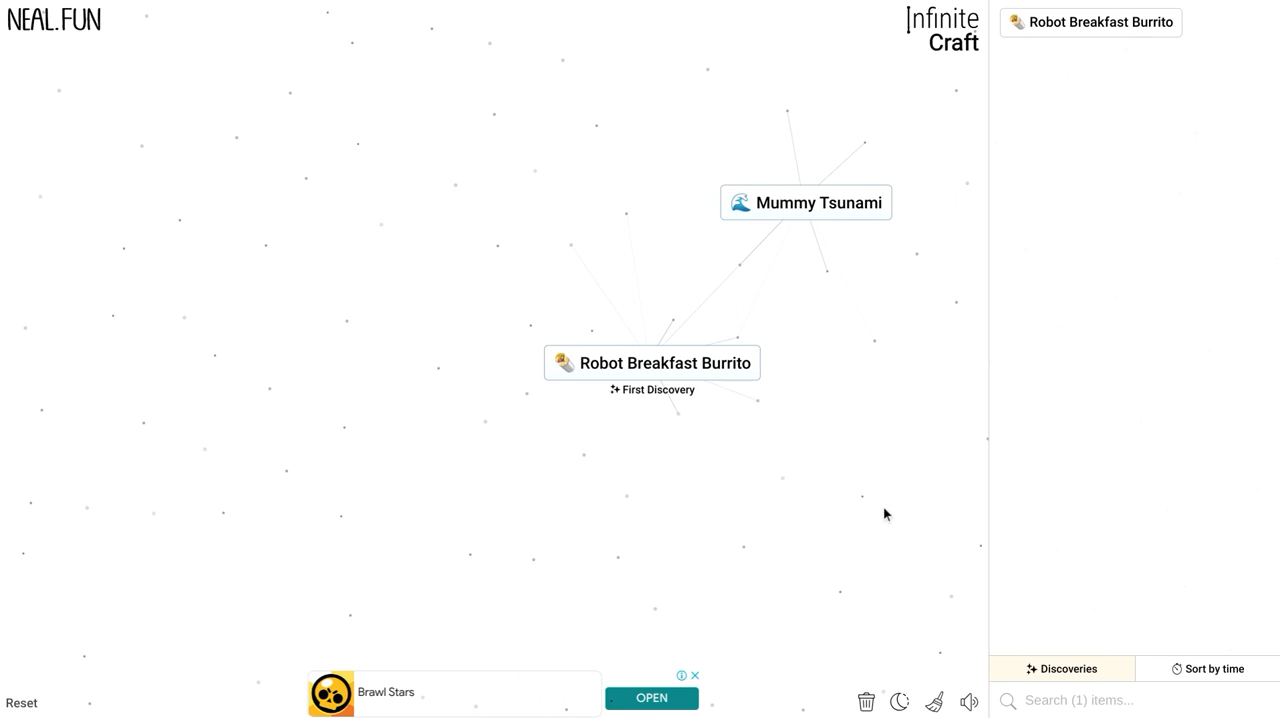 NEAL.FUN
Infinite
Craft
Robot Breakfast Burrito
Mummy Tsunami
Robot Breakfast Burrito
First Discovery
Discoveries
Sort by time
Brawl Stars
OPEN
Reset
Search (1) items...